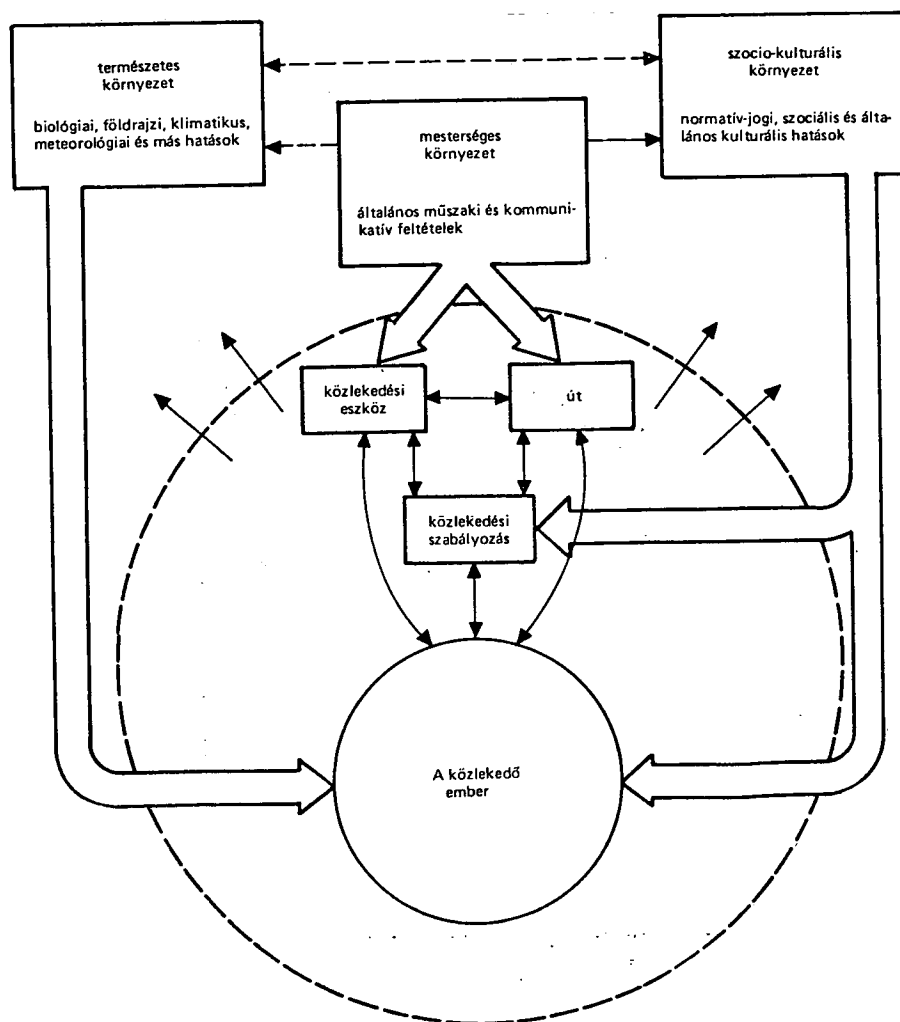 természetes
környezet
biológiai, földrajzi, klimatikus,
meteorológiai és más hatások
szocio-kulturális
környezet
normatív-jogi, szociális és álta-
lános kulturális hatások
mesterséges
környezet
általános műszaki és kommuni-
katív feltételek
közlekedési
eszköz
út
közlekedési
szabályozás
A közlekedő
ember